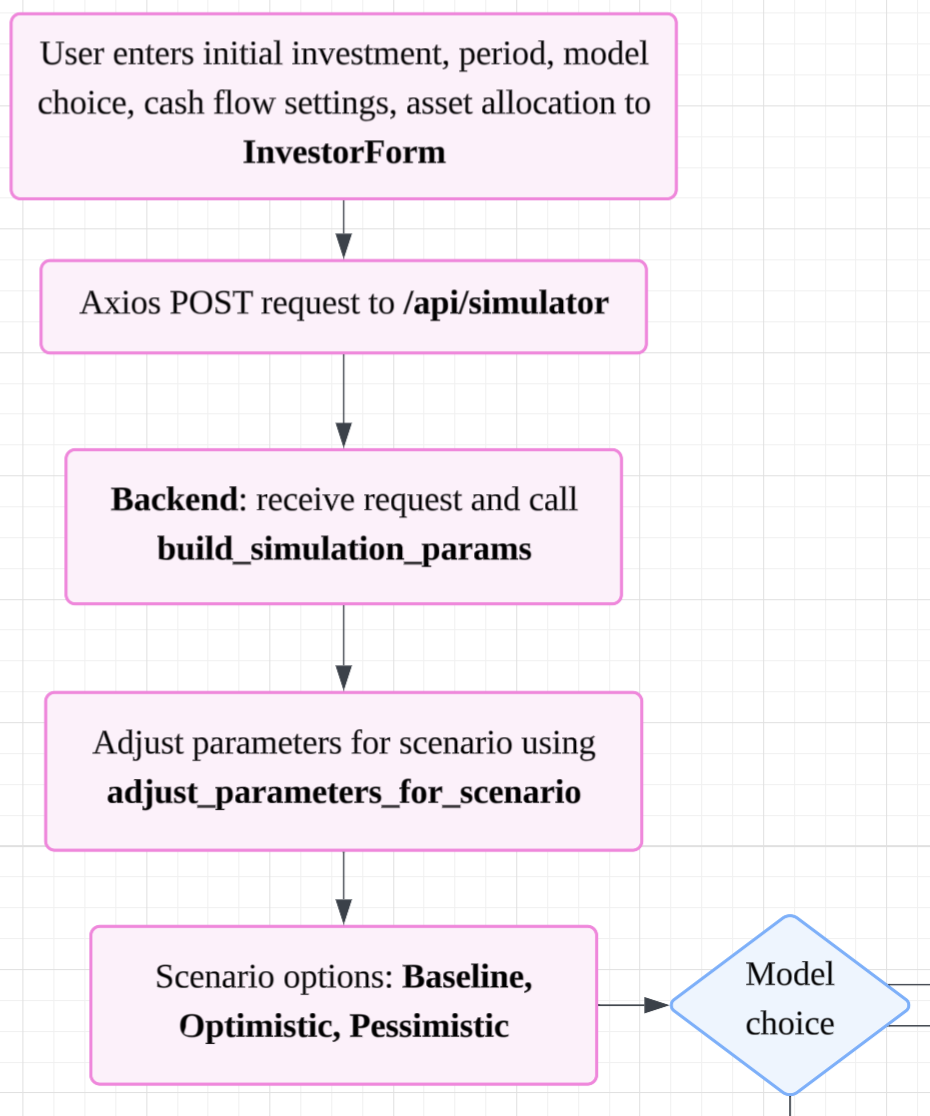 User enters initial investment, period, model
choice, cash flow settings, asset allocation to
InvestorForm
Axios POST request to /api/simulator
Backend: receive request and call
build_simulation_params
Adjust parameters for scenario using
adjust_parameters_for_scenario
Scenario options: Baseline,
Optimistic, Pessimistic
Model
choice